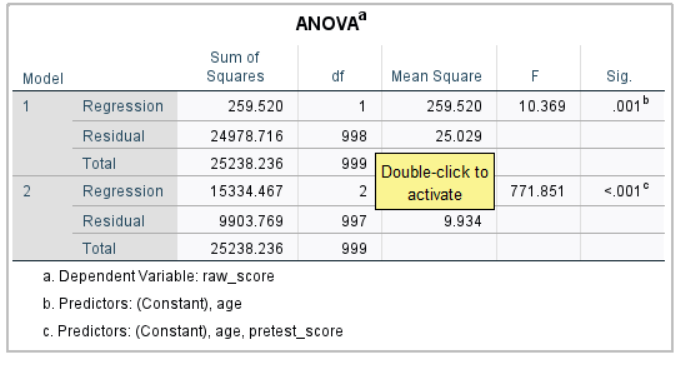 ANOVAa
Model Sum of Squares df Mean Square F Sig.
1 Regression 259.520 1 259.520 10.369 .001b
Residual 24978.716 998 25.029
Total 25238.236 999
2 Regression 15334.467 2 771.851 <.001c
Residual 9903.769 997 9.934
Total 25238.236 999
Double-click to
activate
a. Dependent Variable: raw_score
b. Predictors: (Constant), age
c. Predictors: (Constant), age, pretest_score